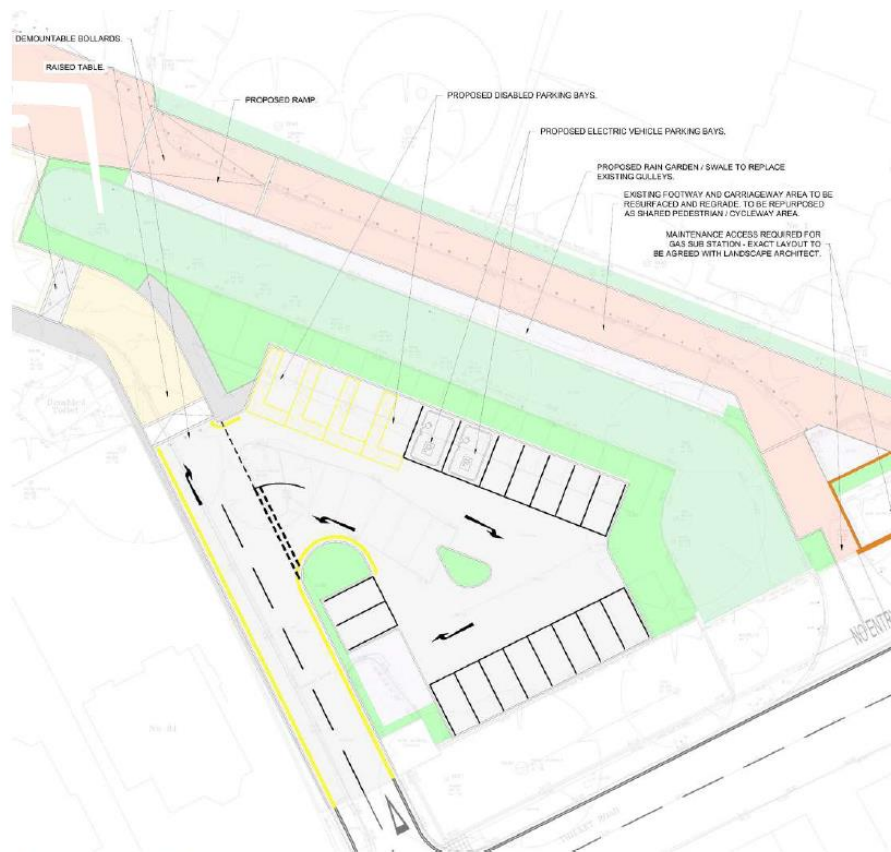 DEMOUNTABLE BOLLARDS.
RAISED TABLE.
PROPOSED RAMP.
PROPOSED DISABLED PARKING BAYS.
PROPOSED ELECTRIC VEHICLE PARKING BAYS.
PROPOSED RAIN GARDEN / SWALE TO REPLACE
EXISTING GULLEYS.
EXISTING FOOTWAY AND CARRIAGEWAY AREA TO BE
RESURFACED AND REGRADE. TO BE REPURPOSED
AS SHARED PEDESTRIAN / CYCLEWAY AREA.
MAINTENANCE ACCESS REQUIRED FOR
GAS SUB STATION - EXACT LAYOUT TO
BE AGREED WITH LANDSCAPE ARCHITECT.
NO ENTR
ROAD